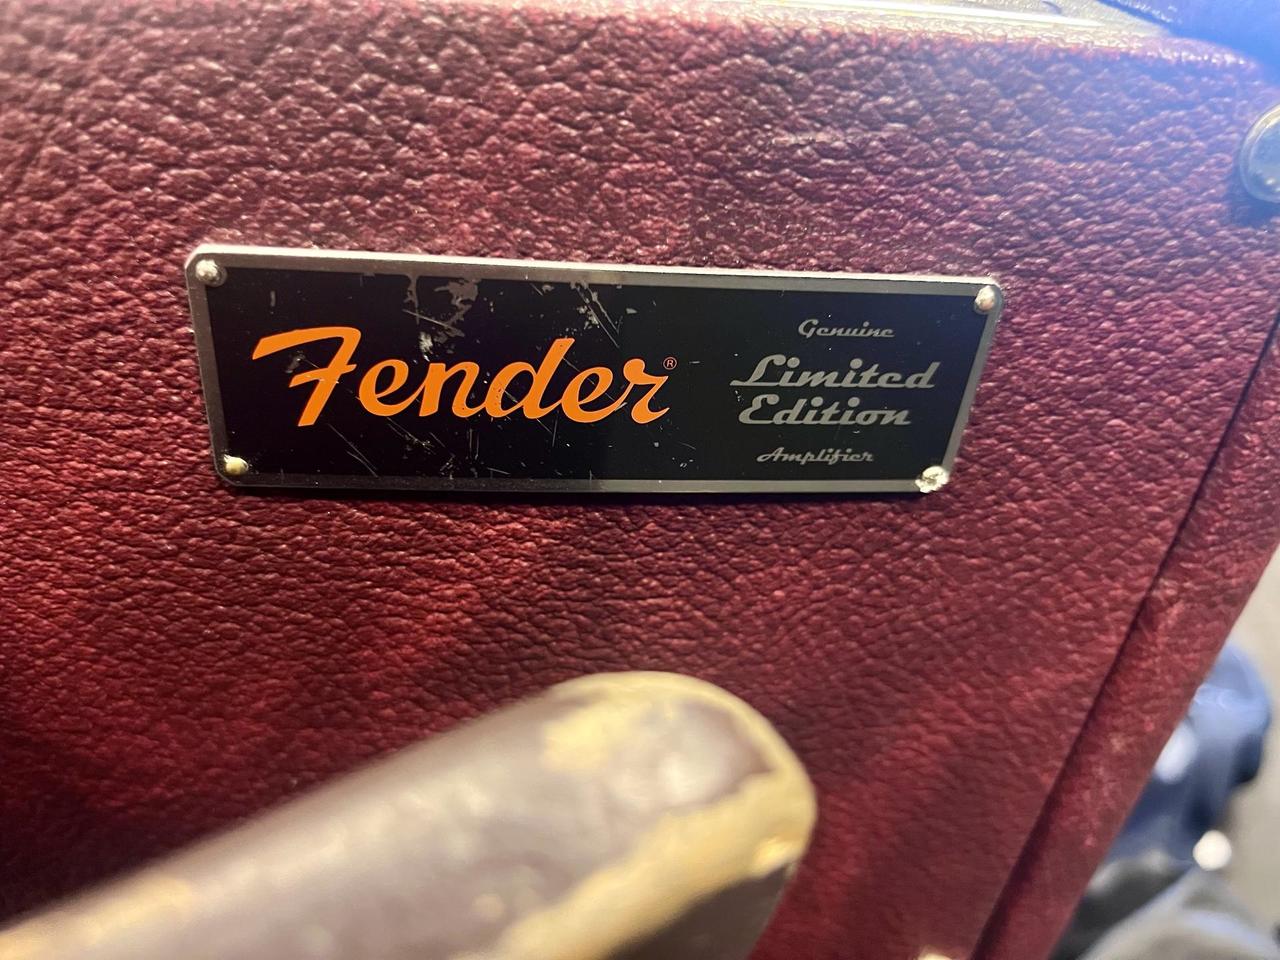 Fender®
Genuine
Limited
Edition
Amplifier